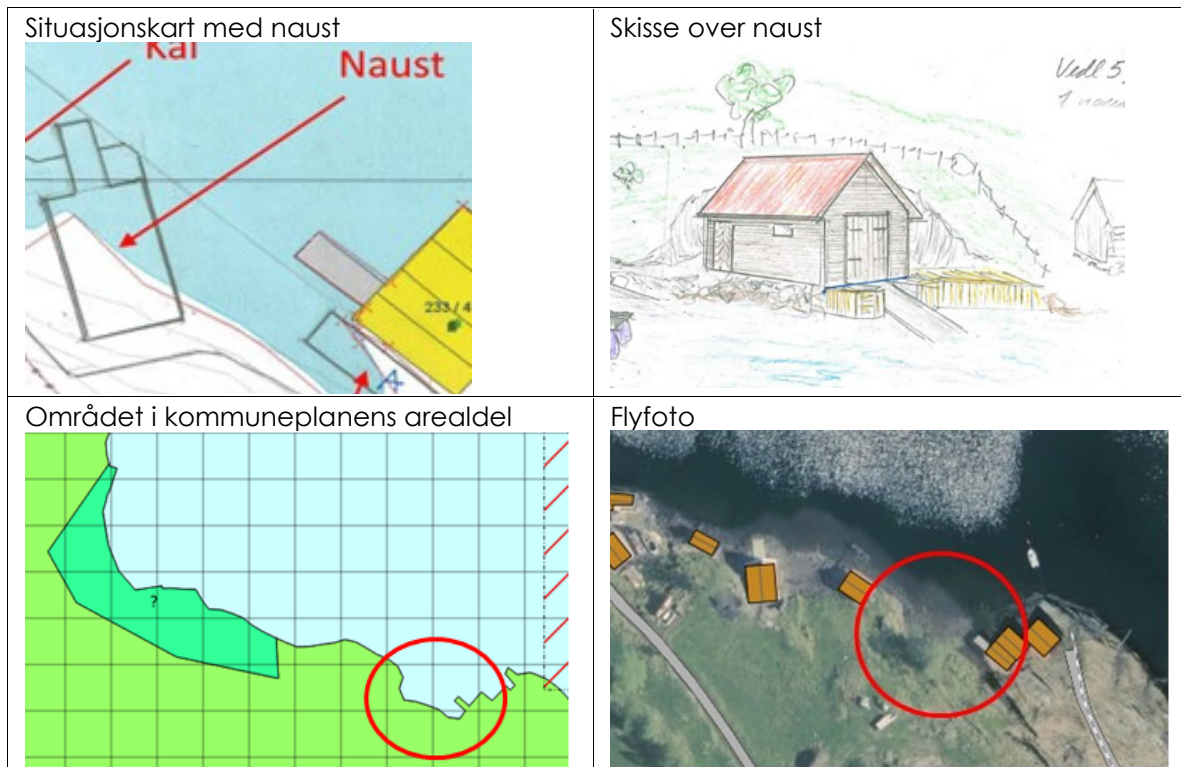 Situasjonskart med naust
Kai
Naust
233 / 4
A
Skisse over naust
Vedl 5
1 naus
Området i kommuneplanens arealdel
?
Flyfoto